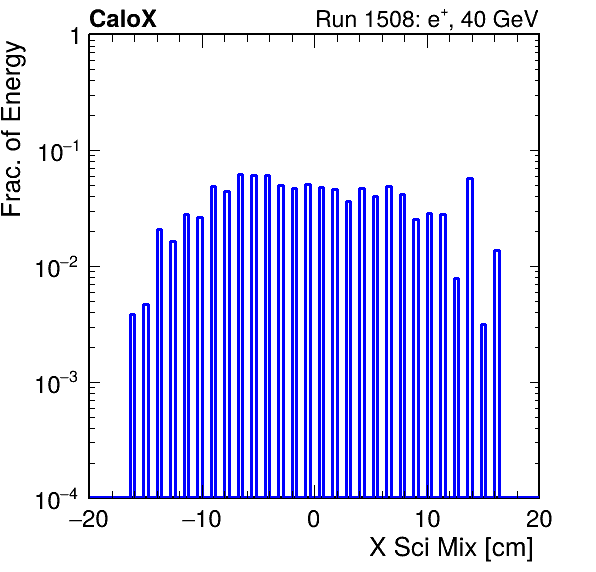 CaloX Run 1508: e⁺, 40 GeV
Frac. of Energy
1
10⁻¹
10⁻²
10⁻³
10⁻⁴
−20 −10 0 10 20
X Sci Mix [cm]